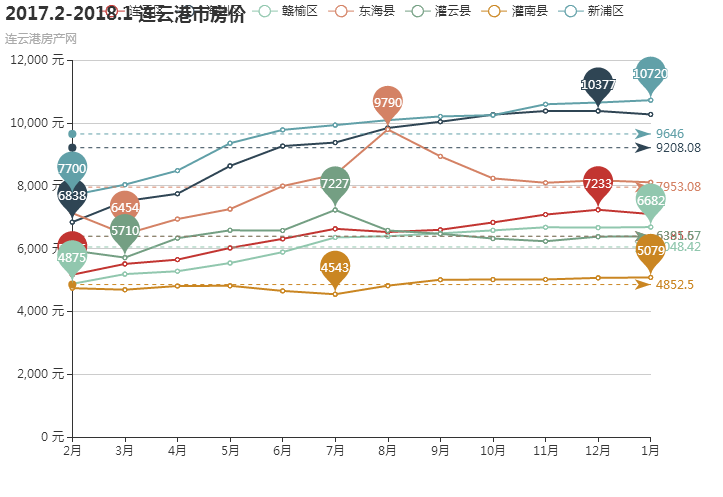 2017.2-2018.1 连云港市房价
赣榆区 东海县 灌云县 灌南县 新浦区
连云港房产网
12,000 元
10,000 元
8,000 元
6,000 元
4,000 元
2,000 元
0 元
10720
10377
9790
9646
9208.08
7700
6838
6454
7227
7233
7953.08
6682
5710
4875
4543
5079
4852.5
2月 3月 4月 5月 6月 7月 8月 9月 10月 11月 12月 1月